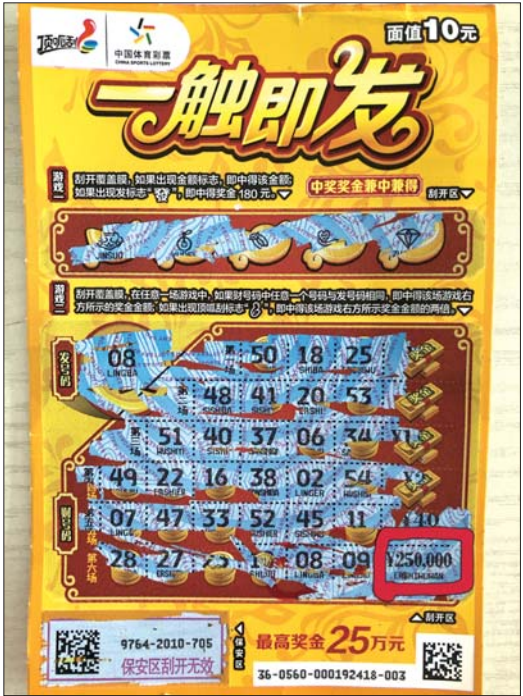 顶呱刮
中国体育彩票
CHINA SPORTS LOTTERY
面值10元
一触即发
游戏一
刮开覆盖膜,如果出现金额标志,即中得该金额;
如果出现发标志“ ”,即中得奖金180元。
中奖奖金兼中兼得
刮开区
JINSUO
游戏二
刮开覆盖膜,在任意一场游戏中,如果财号码中任意一个号码与发号码相同,即中得该场游戏右
方所示的奖金金额;如果出现顶呱刮标志“ ”,即中得该场游戏右方所示奖金金额的两倍。
发号码
08
LINGBA
50 18 25
SHIBA
48 41 20 53
ERSHI
第三场 51 40 37 06 34
WUSHIYI
49 22 16 38 02 54
LINGER
财号码
07 47 33 52 45 11
第六场 28 27 08 09 ¥250,000
LINGBA
ERSHIWUWAN
刮开区
9764-2010-705
保安区刮开无效
保安区
最高奖金25万元
36-0560-000192418-003